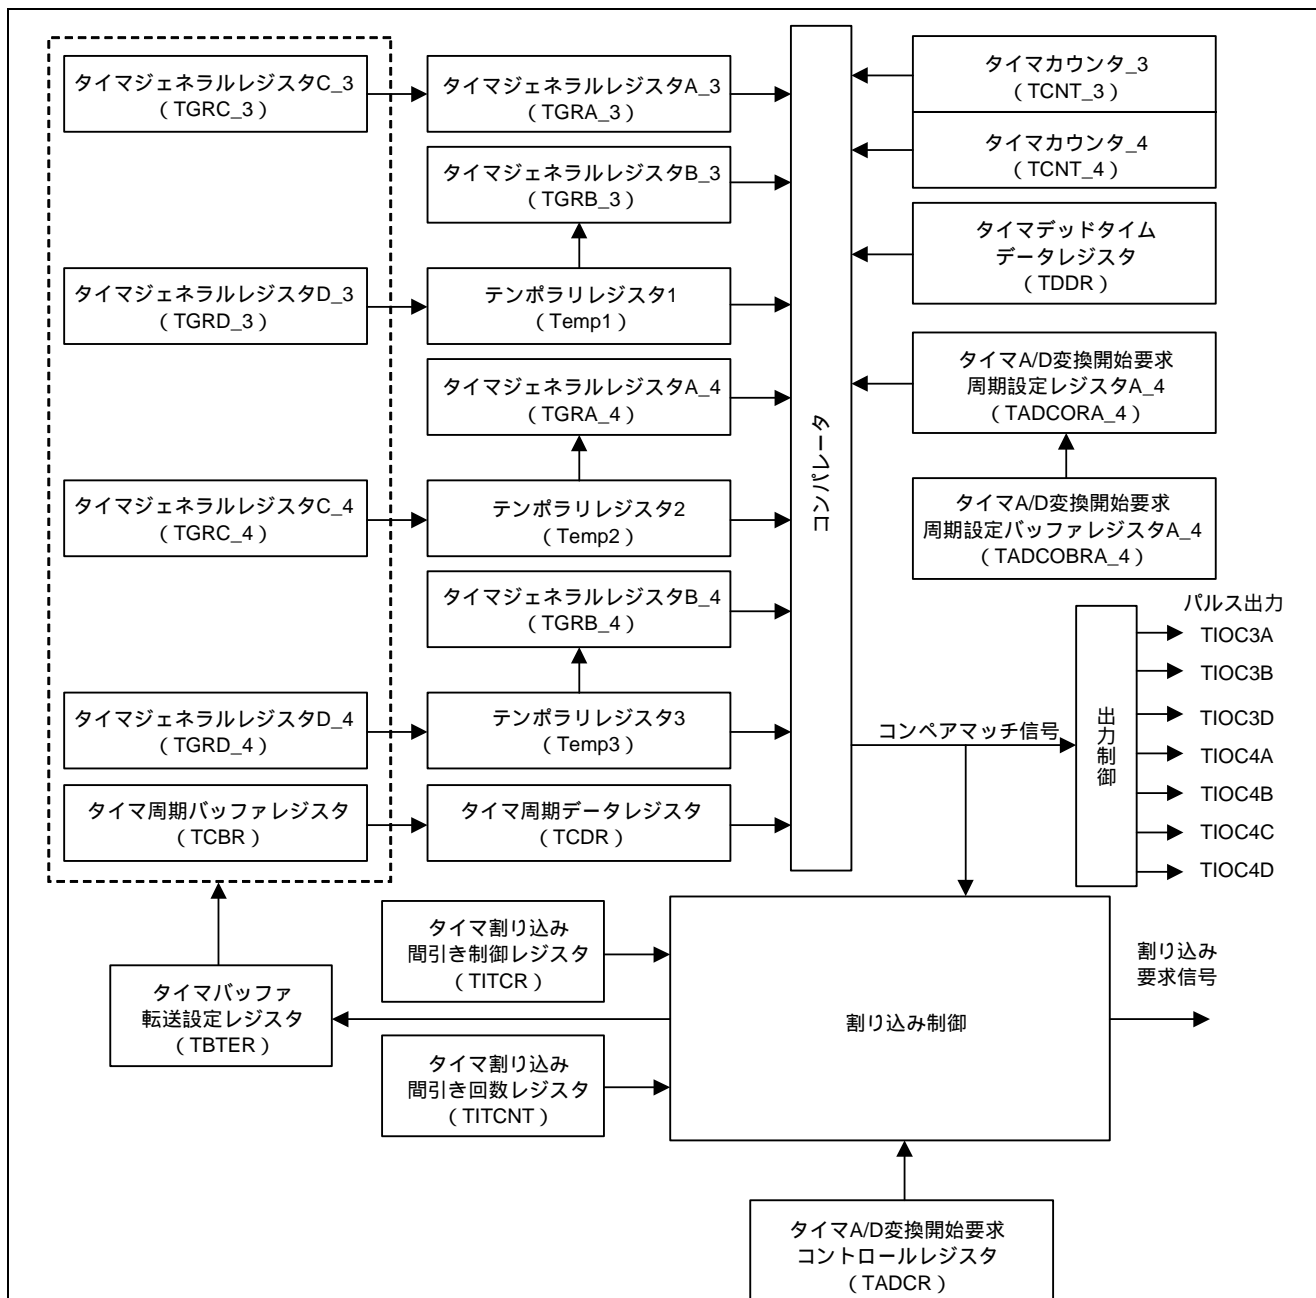 タイマジェネラルレジスタC_3
（TGRC_3）
タイマジェネラルレジスタA_3
（TGRA_3）
タイマジェネラルレジスタB_3
（TGRB_3）
タイマジェネラルレジスタD_3
（TGRD_3）
テンポラリレジスタ1
（Temp1）
タイマジェネラルレジスタA_4
（TGRA_4）
タイマジェネラルレジスタC_4
（TGRC_4）
テンポラリレジスタ2
（Temp2）
タイマジェネラルレジスタB_4
（TGRB_4）
タイマジェネラルレジスタD_4
（TGRD_4）
テンポラリレジスタ3
（Temp3）
タイマ周期バッファレジスタ
（TCBR）
タイマ周期データレジスタ
（TCDR）
コンパレータ
タイマカウンタ_3
（TCNT_3）
タイマカウンタ_4
（TCNT_4）
タイマデッドタイム
データレジスタ
（TDDR）
タイマA/D変換開始要求
周期設定レジスタA_4
（TADCORA_4）
タイマA/D変換開始要求
周期設定バッファレジスタA_4
（TADCOBRA_4）
コンペアマッチ信号
出力制御
パルス出力
TIOC3A
TIOC3B
TIOC3D
TIOC4A
TIOC4B
TIOC4C
TIOC4D
タイマバッファ
転送設定レジスタ
（TBTER）
タイマ割り込み
間引き制御レジスタ
（TITCR）
タイマ割り込み
間引き回数レジスタ
（TITCNT）
割り込み制御
割り込み
要求信号
タイマA/D変換開始要求
コントロールレジスタ
（TADCR）